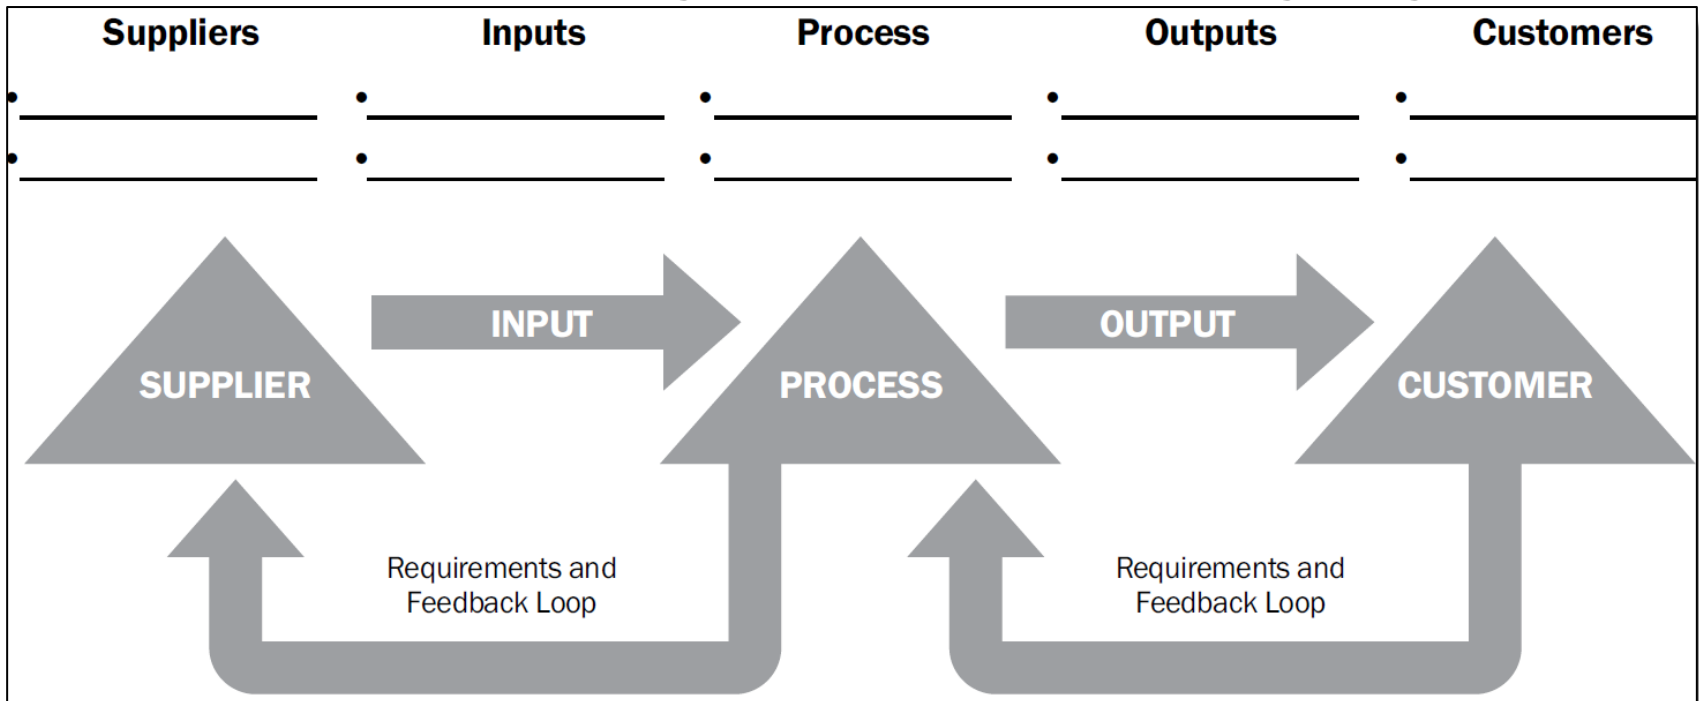 Suppliers Inputs Process Outputs Customers
•
•
INPUT OUTPUT
SUPPLIER PROCESS CUSTOMER
Requirements and
Feedback Loop
Requirements and
Feedback Loop